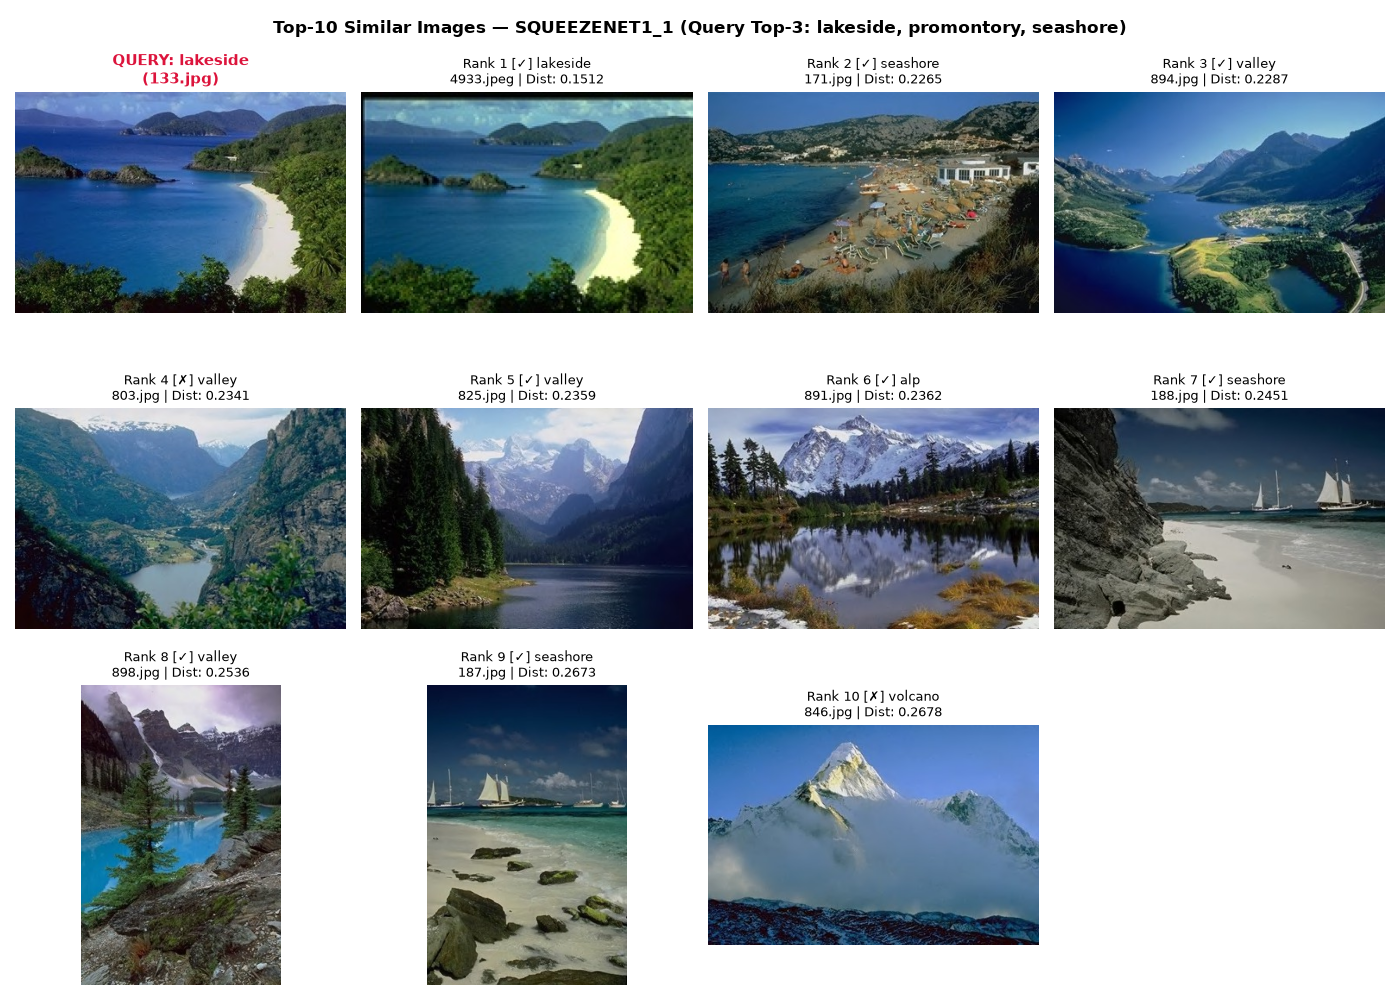 Top-10 Similar Images — SQUEEZENET1_1 (Query Top-3: lakeside, promontory, seashore)
QUERY: lakeside
(133.jpg)
Rank 1 [✓] lakeside
4933.jpeg | Dist: 0.1512
Rank 2 [✓] seashore
171.jpg | Dist: 0.2265
Rank 3 [✓] valley
894.jpg | Dist: 0.2287
Rank 4 [✗] valley
803.jpg | Dist: 0.2341
Rank 5 [✓] valley
825.jpg | Dist: 0.2359
Rank 6 [✓] alp
891.jpg | Dist: 0.2362
Rank 7 [✓] seashore
188.jpg | Dist: 0.2451
Rank 8 [✓] valley
898.jpg | Dist: 0.2536
Rank 9 [✓] seashore
187.jpg | Dist: 0.2673
Rank 10 [✗] volcano
846.jpg | Dist: 0.2678